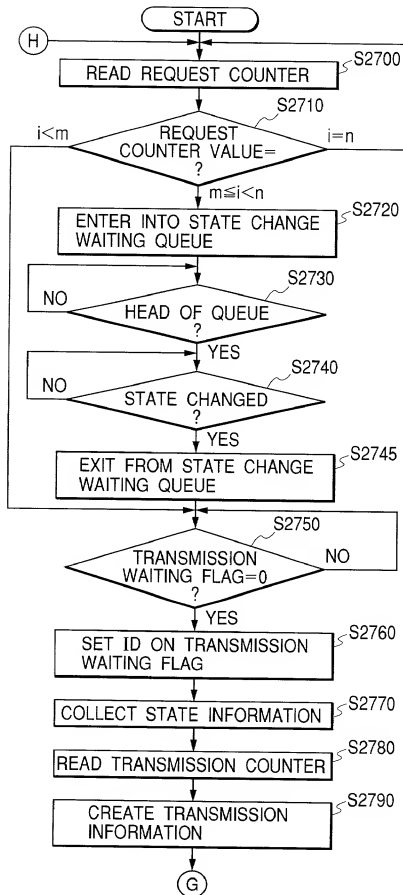 START
H
READ REQUEST COUNTER
S2700
S2710
i<m
REQUEST
COUNTER VALUE=
?
i=n
m≦i<n
S2720
ENTER INTO STATE CHANGE
WAITING QUEUE
S2730
NO
HEAD OF QUEUE
?
YES
S2740
NO
STATE CHANGED
?
YES
S2745
EXIT FROM STATE CHANGE
WAITING QUEUE
S2750
TRANSMISSION
WAITING FLAG=0
?
NO
YES
S2760
SET ID ON TRANSMISSION
WAITING FLAG
S2770
COLLECT STATE INFORMATION
S2780
READ TRANSMISSION COUNTER
S2790
CREATE TRANSMISSION
INFORMATION
G